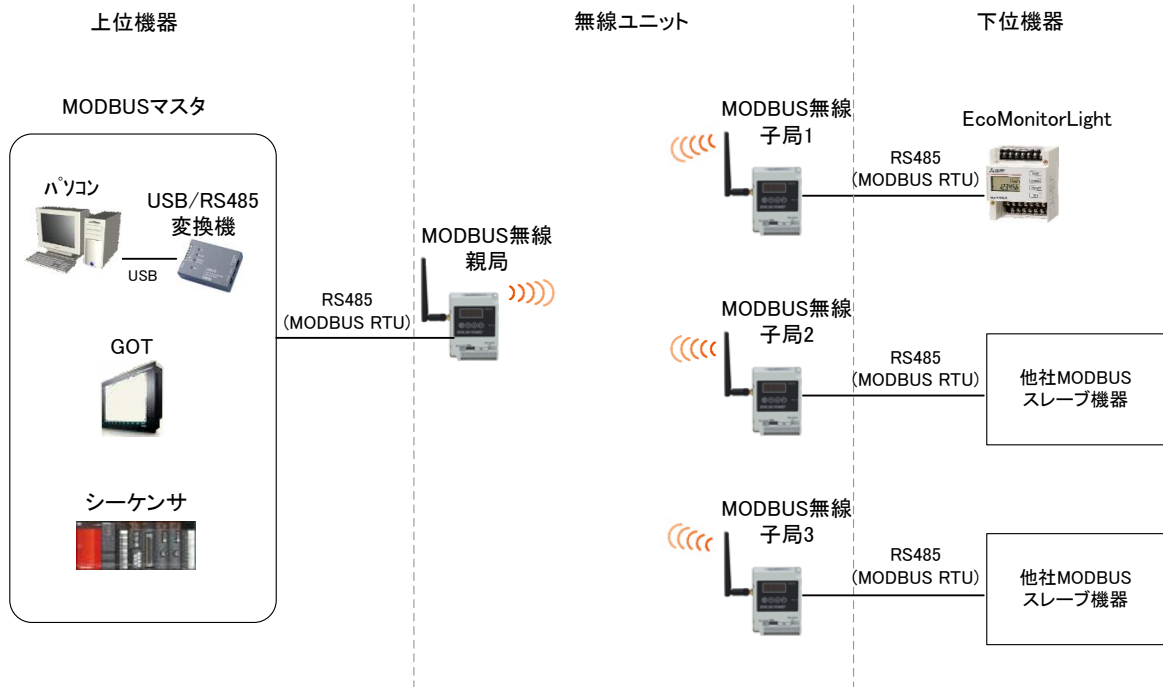 上位機器
無線ユニット
下位機器
MODBUSマスタ
パソコン
USB/RS485
変換機
USB
GOT
シーケンサ
RS485
(MODBUS RTU)
MODBUS無線
親局
MODBUS無線
子局1
RS485
(MODBUS RTU)
EcoMonitorLight
MODBUS無線
子局2
RS485
(MODBUS RTU)
他社MODBUS
スレーブ機器
MODBUS無線
子局3
RS485
(MODBUS RTU)
他社MODBUS
スレーブ機器